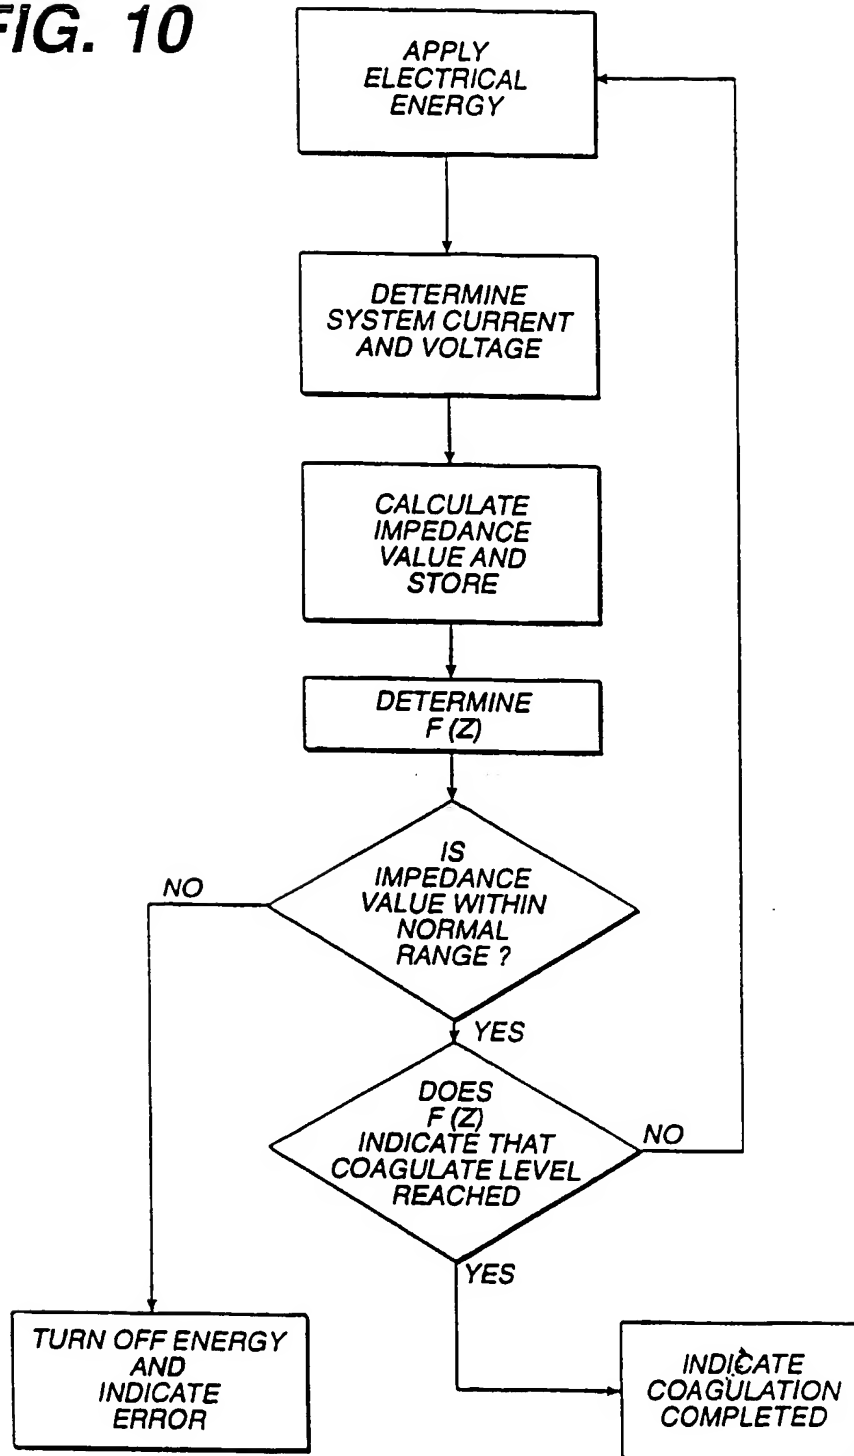 FIG. 10
APPLY
ELECTRICAL
ENERGY
DETERMINE
SYSTEM CURRENT
AND VOLTAGE
CALCULATE
IMPEDANCE
VALUE AND
STORE
DETERMINE
F (Z)
IS
IMPEDANCE
VALUE WITHIN
NORMAL
RANGE ?
NO
YES
DOES
F (Z)
INDICATE THAT
COAGULATE LEVEL
REACHED
NO
YES
TURN OFF ENERGY
AND
INDICATE
ERROR
INDICATE
COAGULATION
COMPLETED